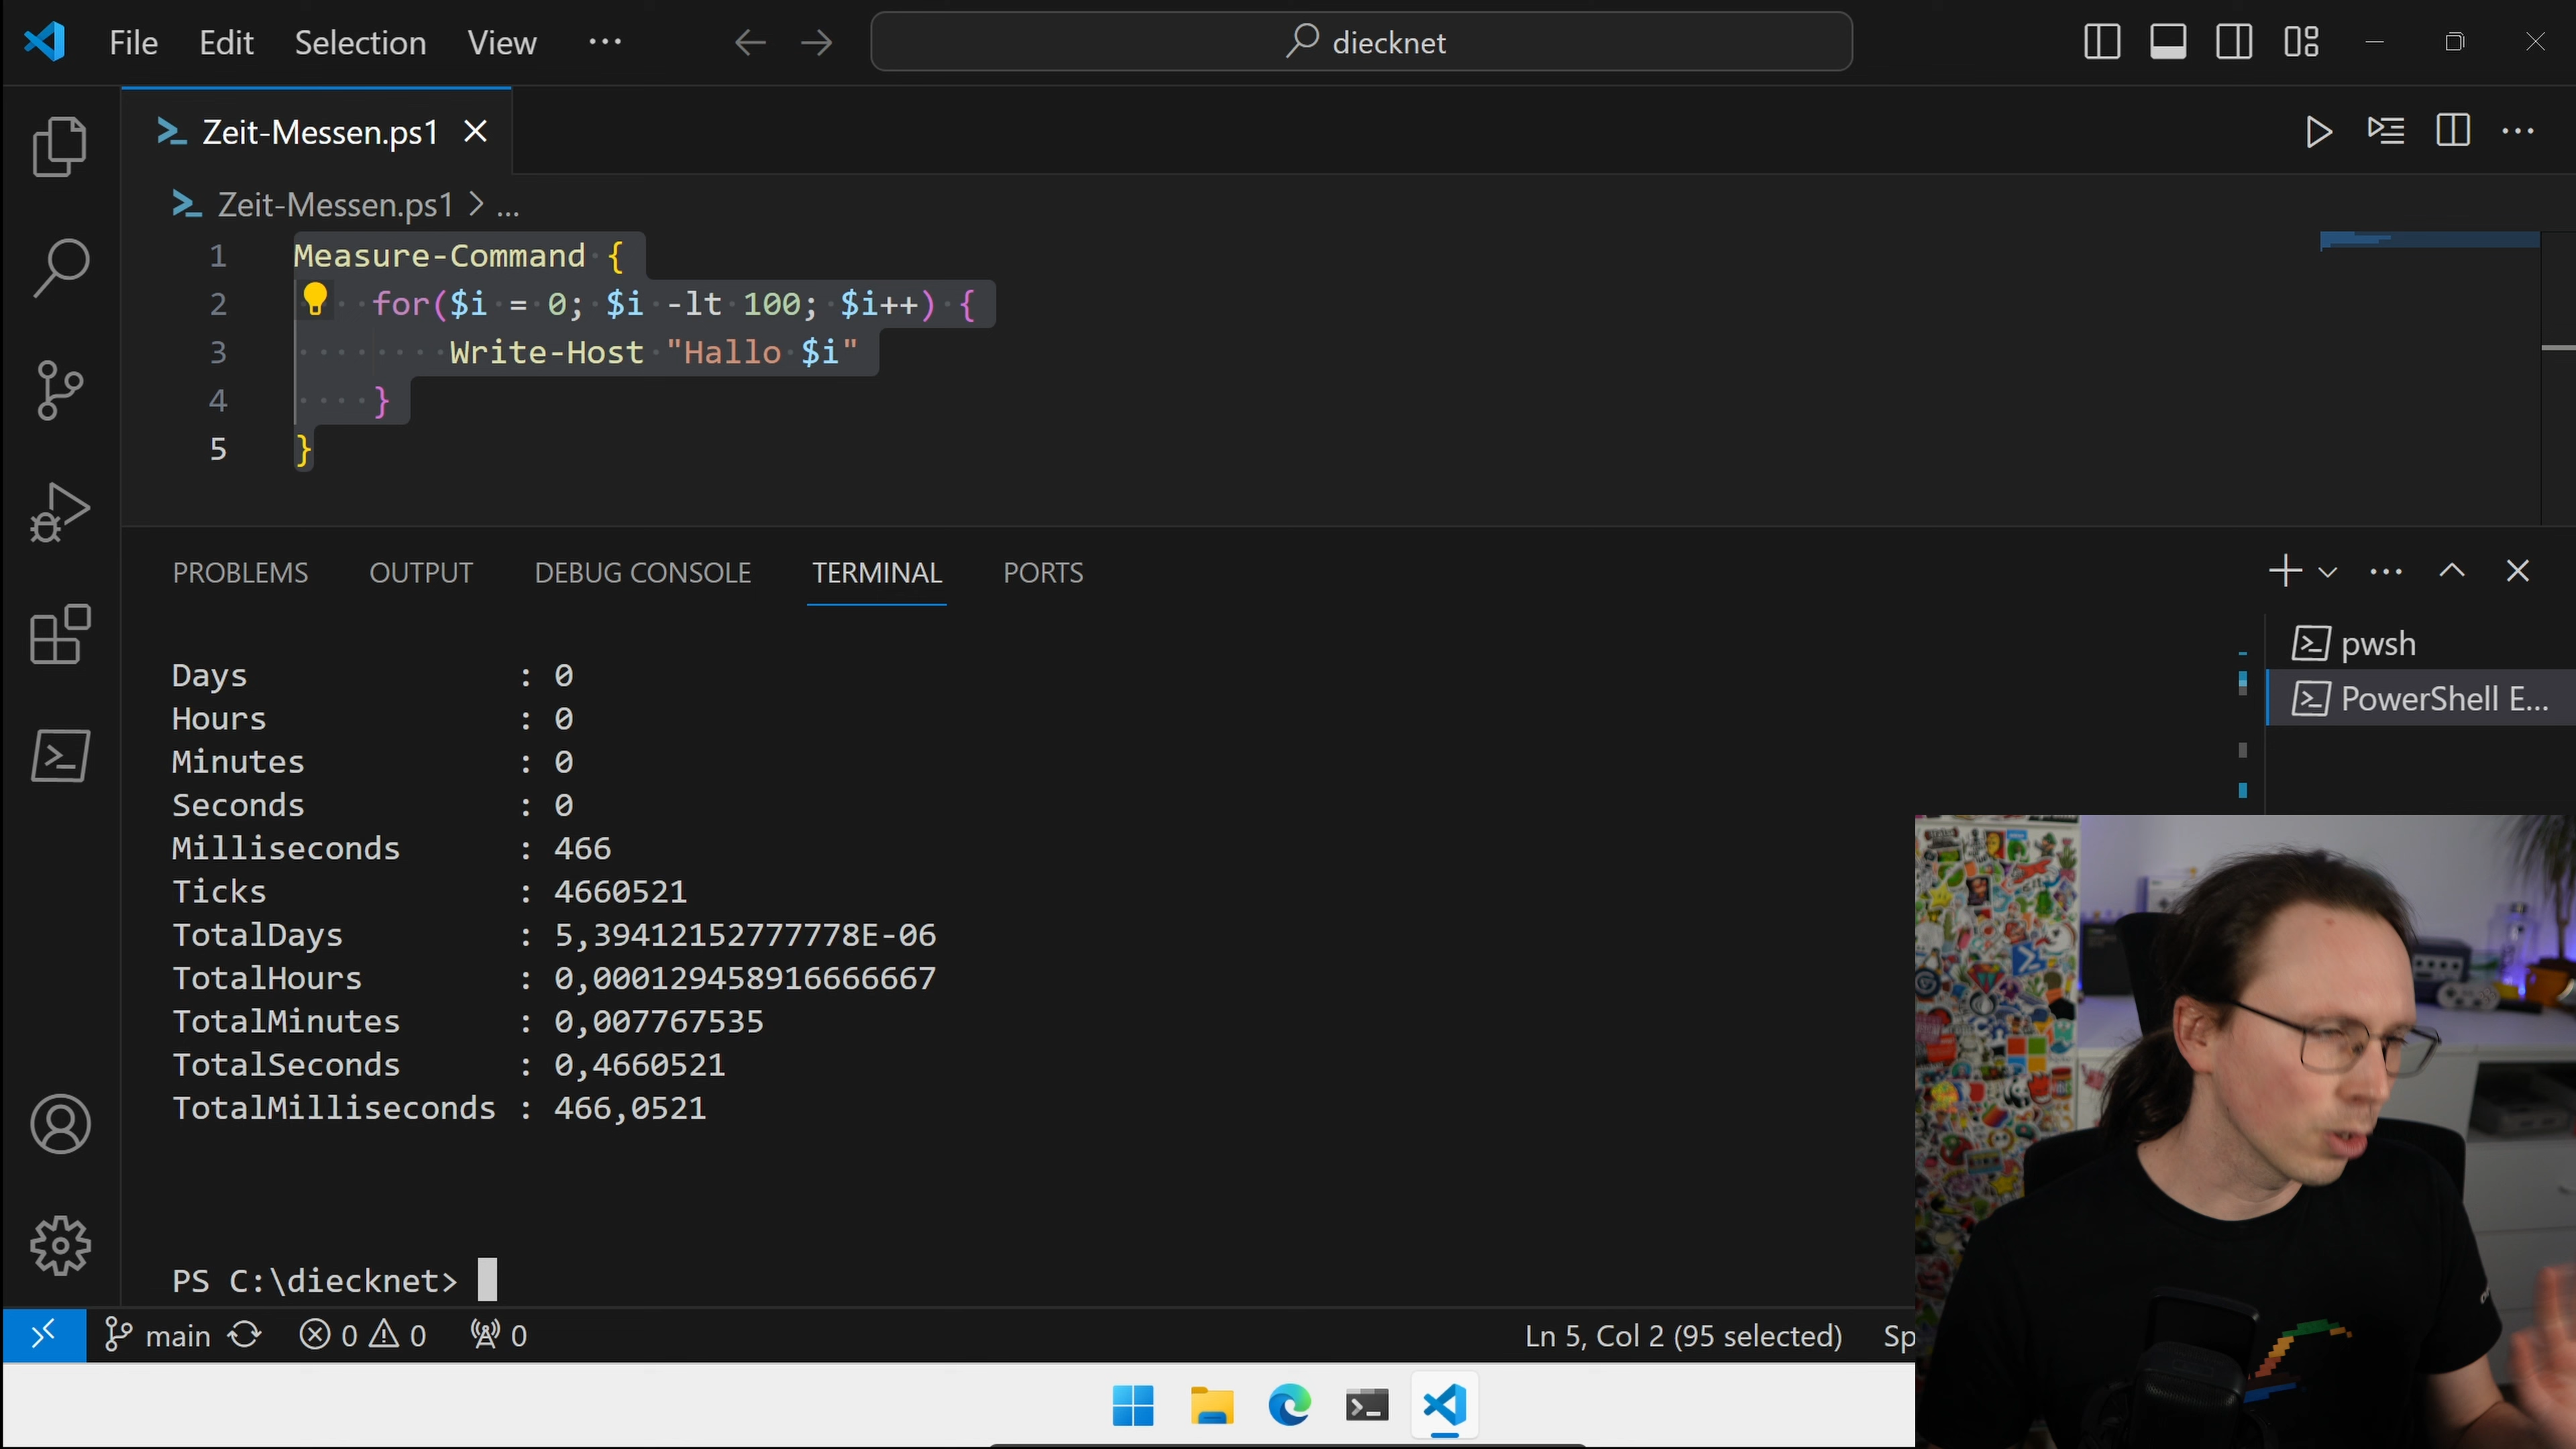 File Edit Selection View ...
diecknet
Zeit-Messen.ps1
Zeit-Messen.ps1 > ...
1 Measure-Command {
2 for($i = 0; $i -lt 100; $i++) {
3 Write-Host "Hallo $i"
4 }
5 }
PROBLEMS OUTPUT DEBUG CONSOLE TERMINAL PORTS
pwsh
PowerShell E...
Days : 0
Hours : 0
Minutes : 0
Seconds : 0
Milliseconds : 466
Ticks : 4660521
TotalDays : 5,39412152777778E-06
TotalHours : 0,000129458916666667
TotalMinutes : 0,007767535
TotalSeconds : 0,4660521
TotalMilliseconds : 466,0521
PS C:\diecknet>
main 0 0 0 Ln 5, Col 2 (95 selected) Sp